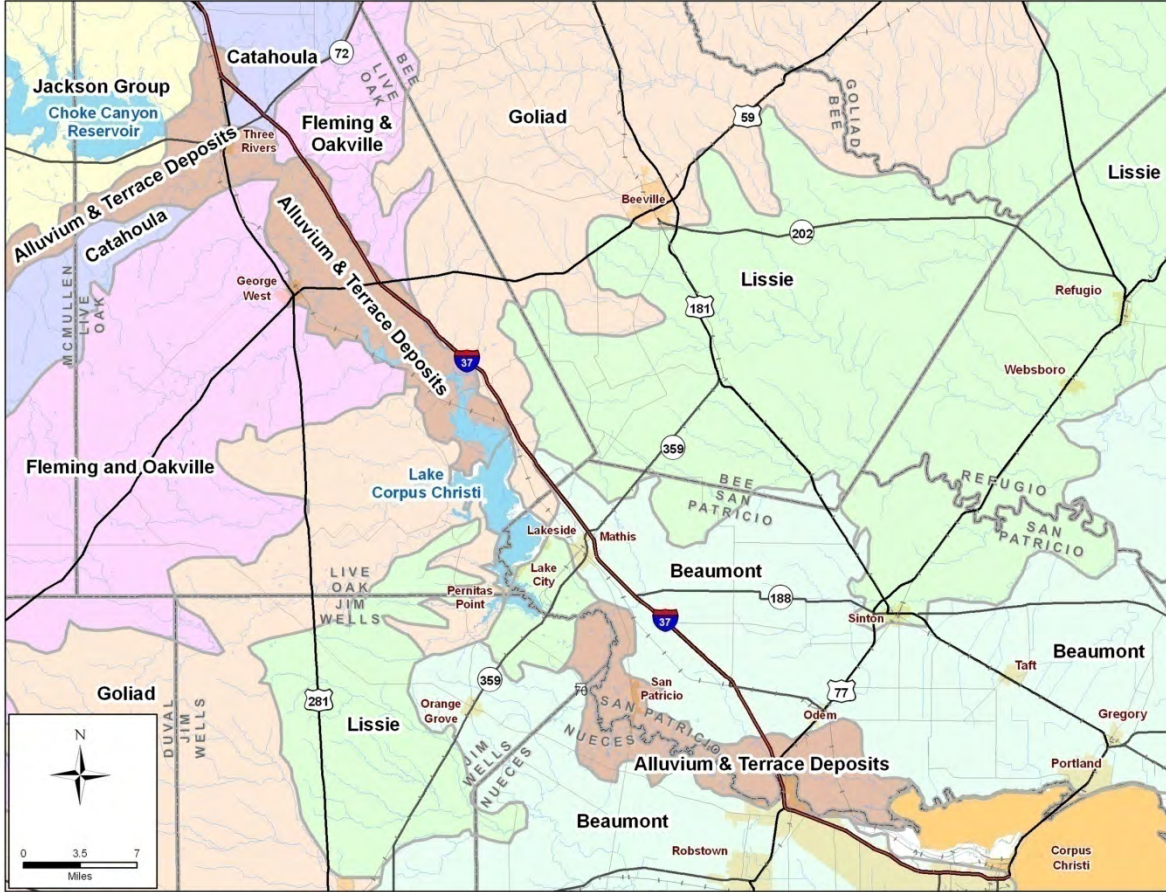 Catahoula
72
Jackson Group
Choke Canyon
Reservoir
BEE
LIVE
OAK
Goliad
59
GOLIAD
BEE
Fleming &
Oakville
Three
Rivers
Alluvium & Terrace Deposits
Catahoula
Lissie
Beeville
202
Alluvium & Terrace Deposits
Lissie
George
West
Refugio
181
MCMULLEN
LIVE
OAK
37
Websboro
359
Fleming and Oakville
Lake
Corpus Christi
BEE
SAN
PATRICIO
REFUGIO
SAN
PATRICIO
Lakeside
Mathis
Lake
City
Beaumont
LIVE
OAK
JIM
WELLS
Pernitas
Point
188
37
Sinton
Beaumont
Taft
359
San
Patricio
77
Goliad
281
Orange
Grove
70
SAN PATRICIO
NUECES
Odem
Gregory
Lissie
DUVAL
JIM
WELLS
N
JIM
WELLS
NUECES
Alluvium & Terrace Deposits
Portland
Beaumont
0 3.5 7
Miles
Robstown
Corpus
Christi